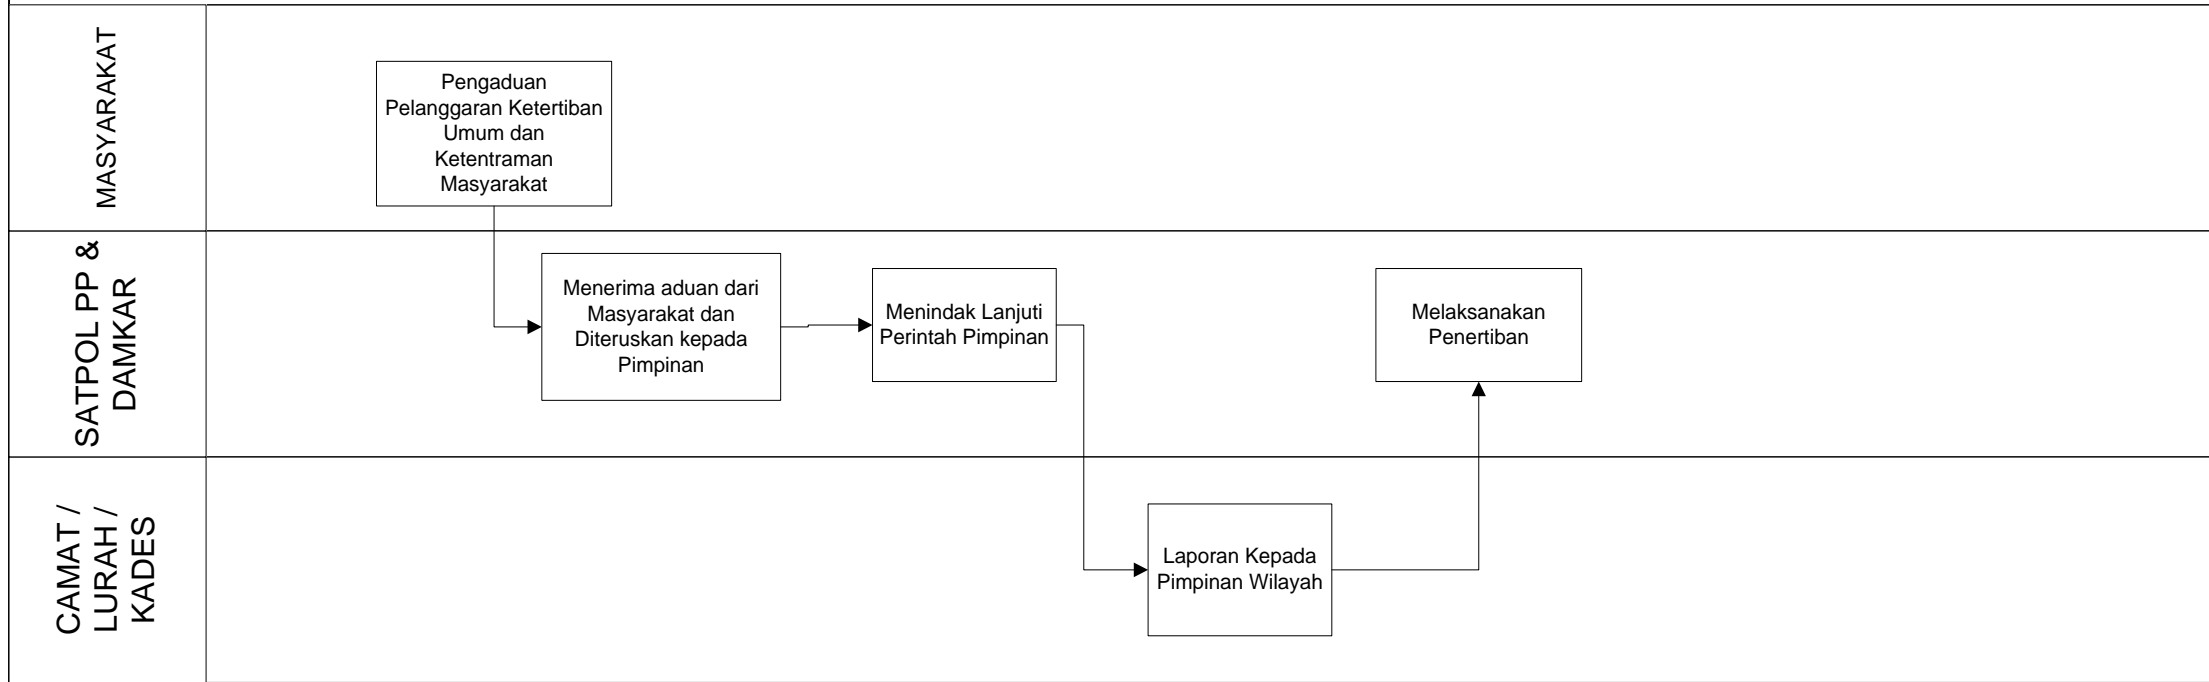 MASYARAKAT
Pengaduan
Pelanggaran Ketertiban
Umum dan
Ketentraman
Masyarakat
SATPOL PP &
DAMKAR
Menerima aduan dari
Masyarakat dan
Diteruskan kepada
Pimpinan
Menindak Lanjuti
Perintah Pimpinan
Melaksanakan
Penertiban
CAMAT /
LURAH /
KADES
Laporan Kepada
Pimpinan Wilayah